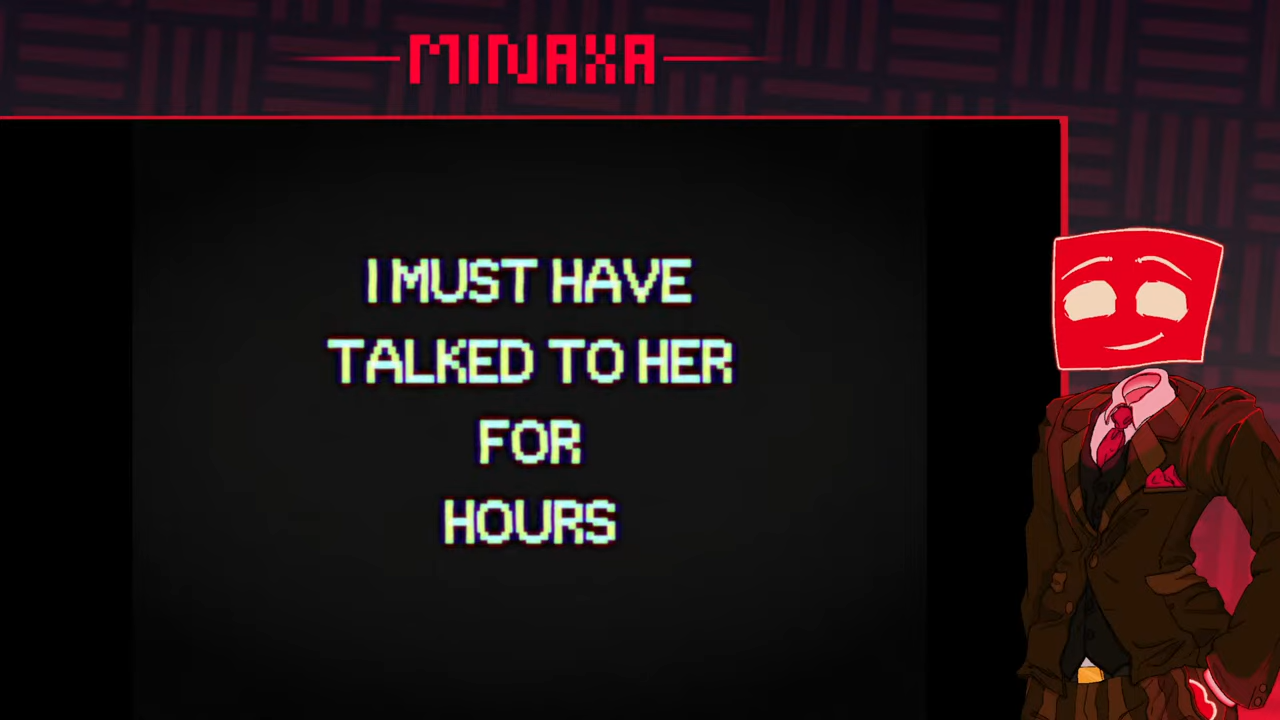 MINAXA
I MUST HAVE
TALKED TO HER
FOR
HOURS